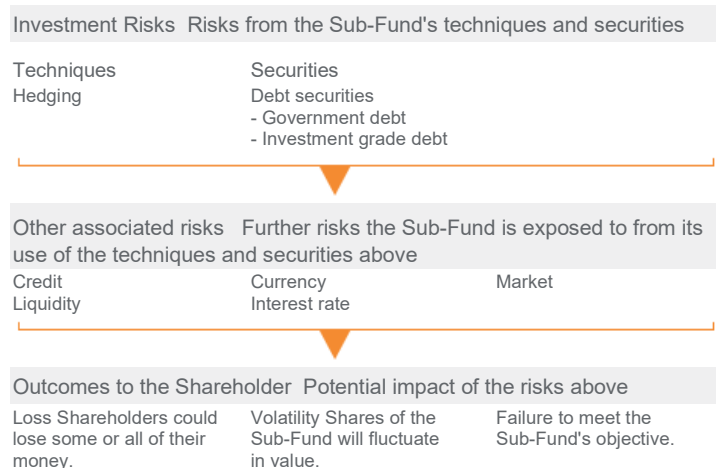 Investment Risks Risks from the Sub-Fund's techniques and securities
Techniques
Securities
Hedging
Debt securities
- Government debt
- Investment grade debt
Other associated risks Further risks the Sub-Fund is exposed to from its
use of the techniques and securities above
Credit
Currency
Market
Liquidity
Interest rate
Outcomes to the Shareholder Potential impact of the risks above
Loss Shareholders could
lose some or all of their
money.
Volatility Shares of the
Sub-Fund will fluctuate
in value.
Failure to meet the
Sub-Fund's objective.